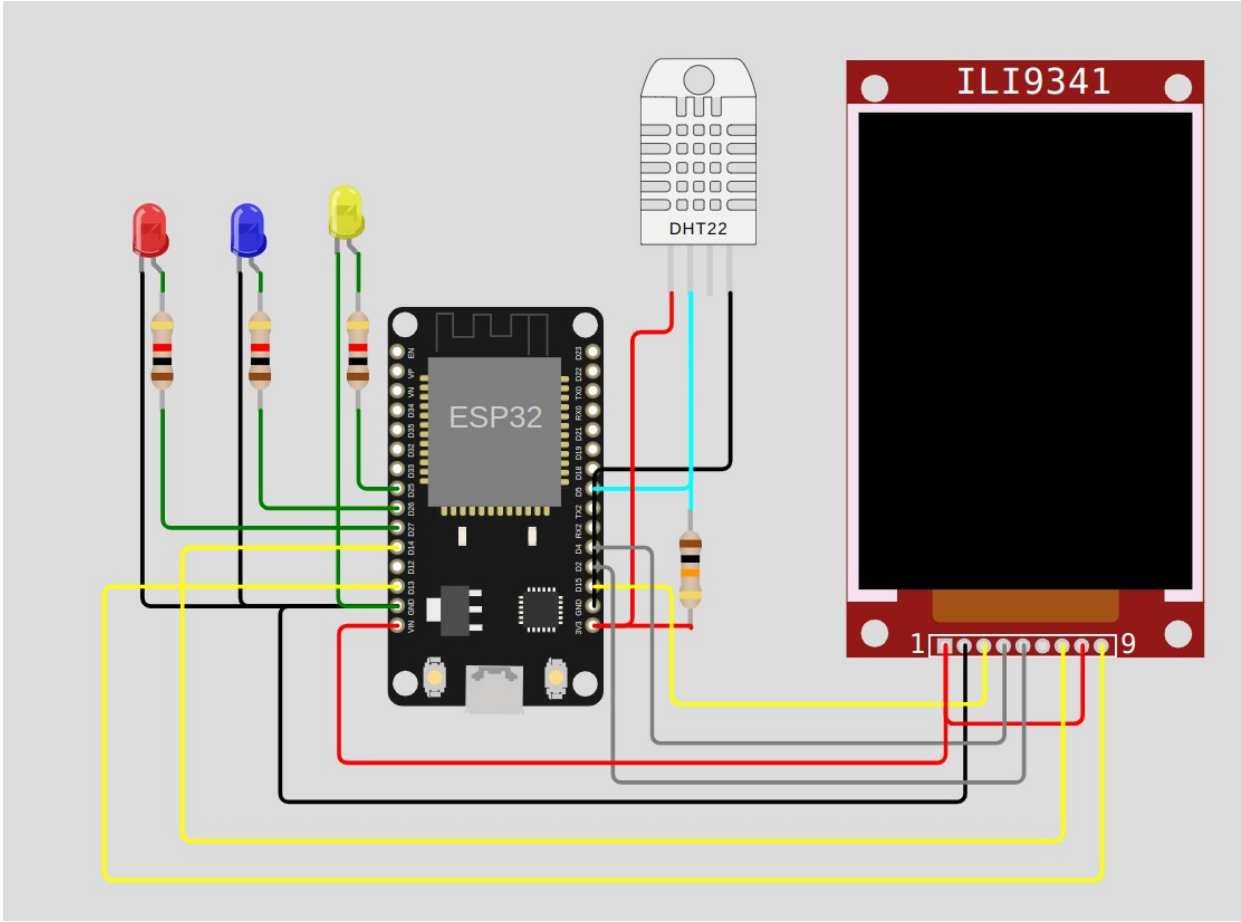 ILI9341
DHT22
ESP32
EN
VP
VN
D34
D35
D32
D33
D25
D26
D27
D14
D12
D13
GND
VIN
D23
D22
TX0
RX0
D21
D19
D18
D5
TX2
RX2
D4
D2
D15
GND
3V3
1
9